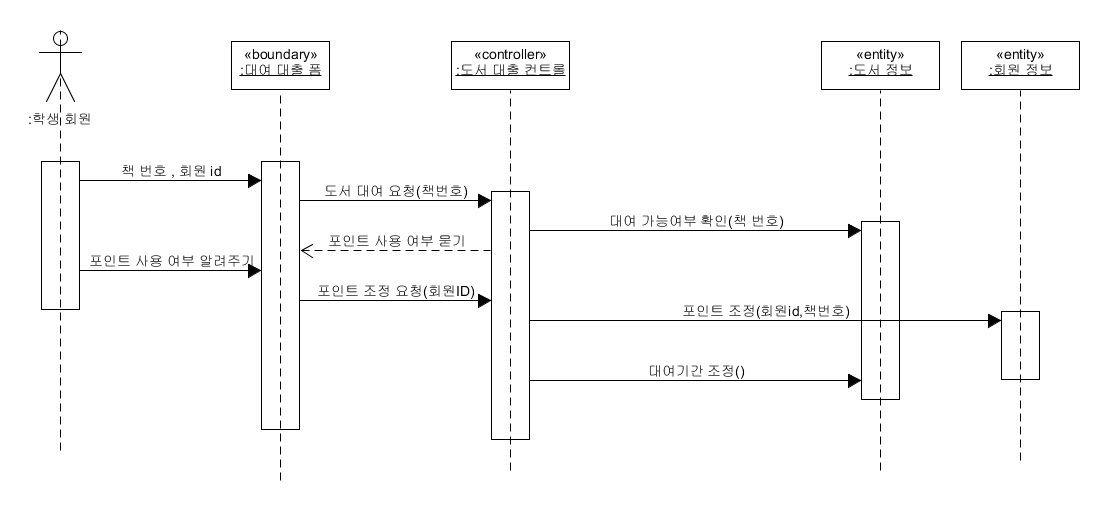 «boundary»
:대여 대출 폼
«controller»
:도서 대출 컨트롤
«entity»
:도서 정보
«entity»
:회원 정보
:학생 회원
책 번호 , 회원 id
도서 대여 요청(책번호)
대여 가능여부 확인(책 번호)
포인트 사용 여부 묻기
포인트 사용 여부 알려주기
포인트 조정 요청(회원ID)
포인트 조정(회원id,책번호)
대여기간 조정()